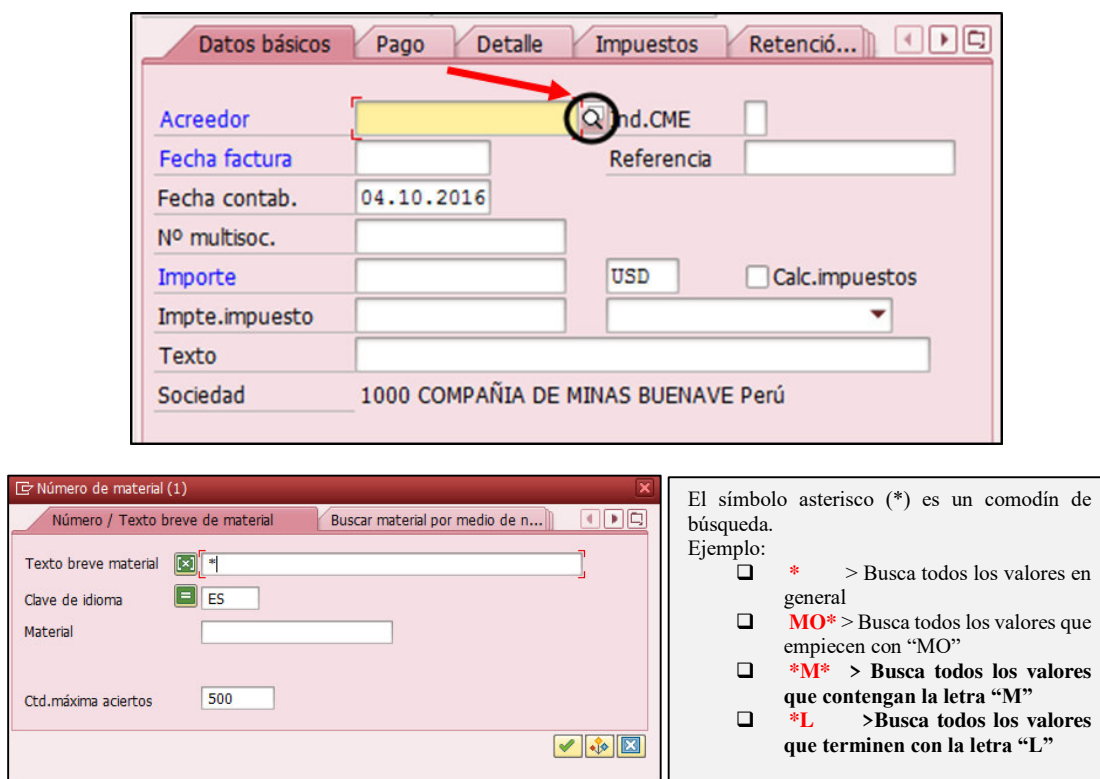 Datos básicos Pago Detalle Impuestos Retenció...
Acreedor Ind.CME
Fecha factura Referencia
Fecha contab. 04.10.2016
Nº multisoc.
Importe USD Calc.impuestos
Impte.impuesto
Texto
Sociedad 1000 COMPAÑIA DE MINAS BUENAVE Perú
Número de material (1)
Número / Texto breve de material Buscar material por medio de n...
Texto breve material *
Clave de idioma = ES
Material
Ctd.máxima aciertos 500
El símbolo asterisco (*) es un comodín de
búsqueda.
Ejemplo:
* > Busca todos los valores en
general
MO* > Busca todos los valores que
empiecen con “MO”
*M* > Busca todos los valores
que contengan la letra “M”
*L >Busca todos los valores
que terminen con la letra “L”